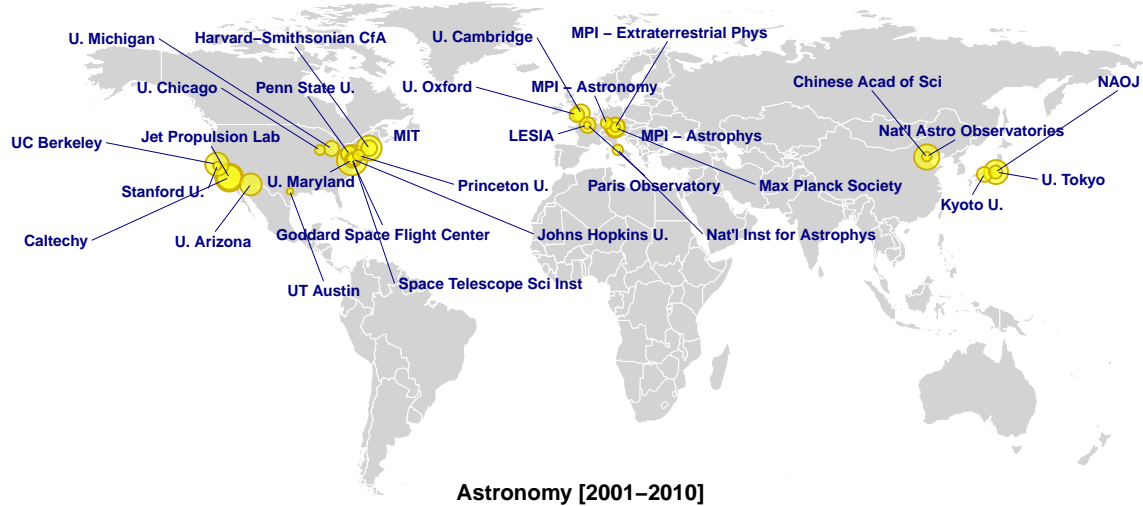 U. Michigan
Harvard−Smithsonian CfA
U. Cambridge
MPI − Extraterrestrial Phys
U. Chicago
Penn State U.
U. Oxford
MPI − Astronomy
Chinese Acad of Sci
NAOJ
UC Berkeley
Jet Propulsion Lab
MIT
LESIA
MPI − Astrophys
Nat'l Astro Observatories
Stanford U.
U. Maryland
Princeton U.
Paris Observatory
Max Planck Society
U. Tokyo
Kyoto U.
Caltechy
U. Arizona
Goddard Space Flight Center
Johns Hopkins U.
Nat'l Inst for Astrophys
UT Austin
Space Telescope Sci Inst
Astronomy [2001−2010]